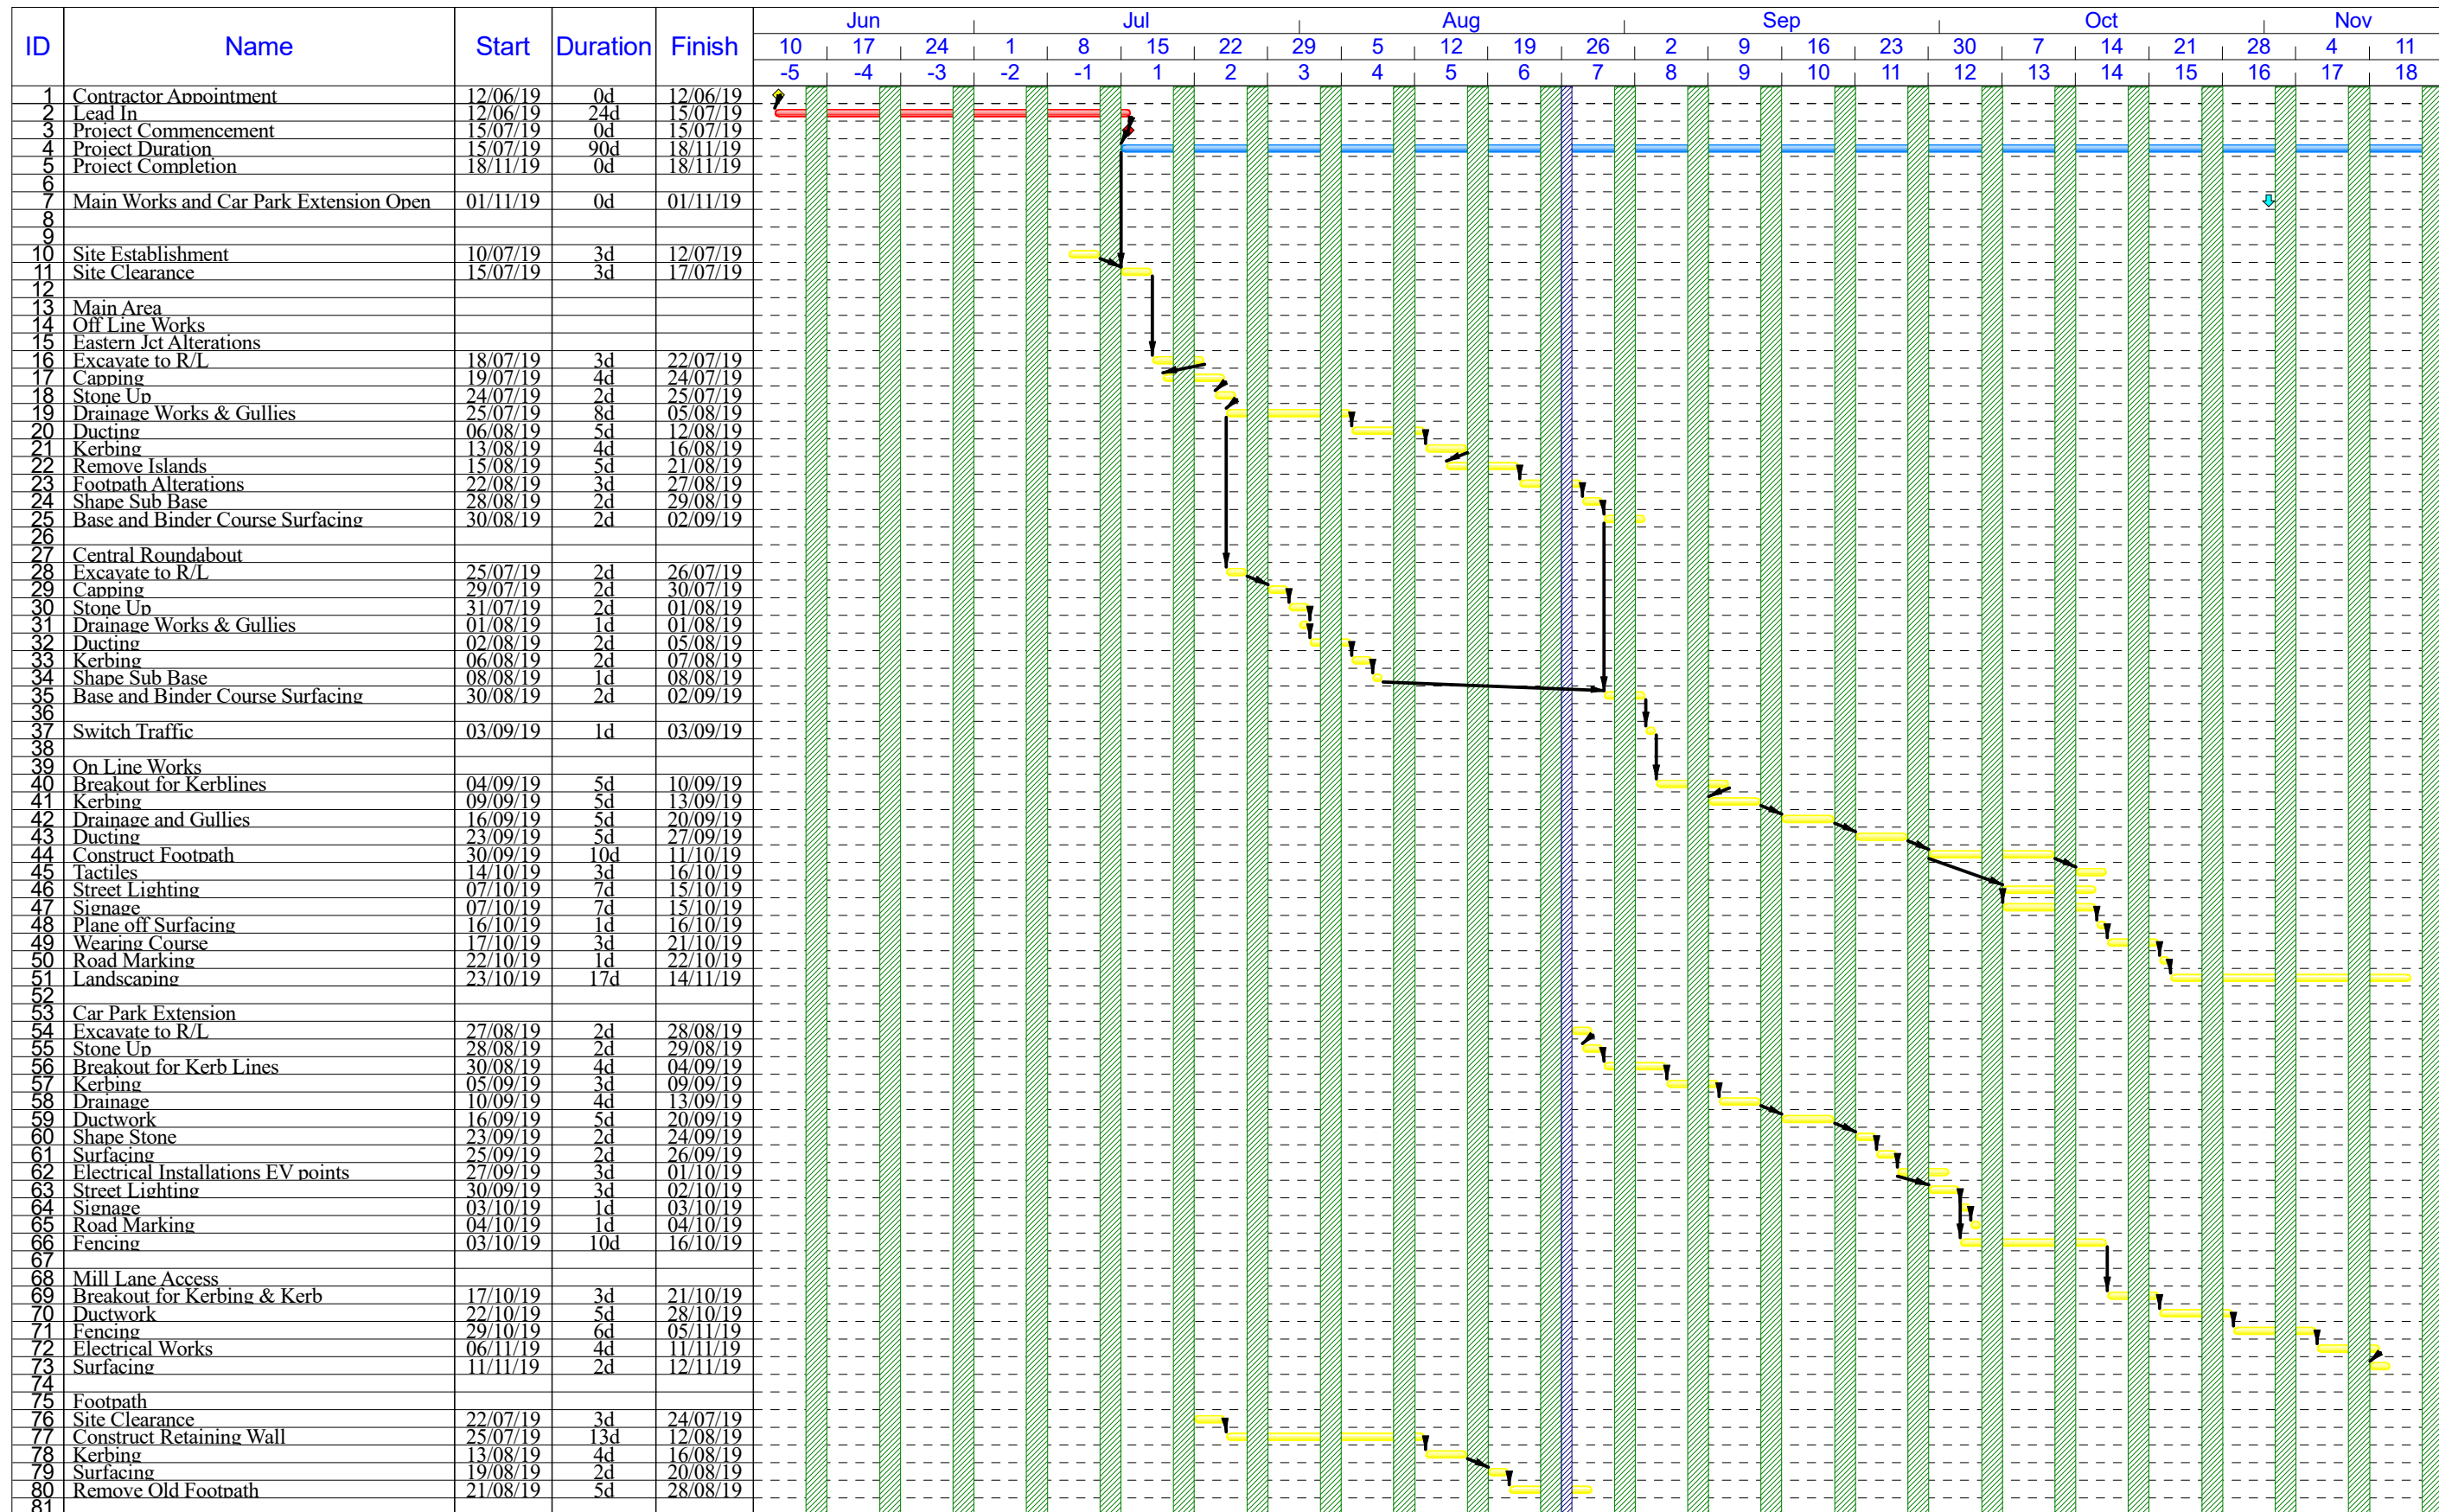 Jun Jul Aug Sep Oct Nov
ID Name Start Duration Finish 10 17 24 1 8 15 22 29 5 12 19 26 2 9 16 23 30 7 14 21 28 4 11
-5 -4 -3 -2 -1 1 2 3 4 5 6 7 8 9 10 11 12 13 14 15 16 17 18
1 Contractor Appointment 12/06/19 0d 12/06/19
2 Lead In 12/06/19 24d 15/07/19
3 Project Commencement 15/07/19 0d 15/07/19
4 Project Duration 15/07/19 90d 18/11/19
5 Project Completion 18/11/19 0d 18/11/19
6
7 Main Works and Car Park Extension Open 01/11/19 0d 01/11/19
8
9
10 Site Establishment 10/07/19 3d 12/07/19
11 Site Clearance 15/07/19 3d 17/07/19
12
13 Main Area
14 Off Line Works
15 Eastern Jct Alterations
16 Excavate to R/L 18/07/19 3d 22/07/19
17 Capping 19/07/19 4d 24/07/19
18 Stone Up 24/07/19 2d 25/07/19
19 Drainage Works & Gullies 25/07/19 8d 05/08/19
20 Ducting 06/08/19 5d 12/08/19
21 Kerbing 13/08/19 4d 16/08/19
22 Remove Islands 15/08/19 5d 21/08/19
23 Footpath Alterations 22/08/19 3d 27/08/19
24 Shape Sub Base 28/08/19 2d 29/08/19
25 Base and Binder Course Surfacing 30/08/19 2d 02/09/19
26
27 Central Roundabout
28 Excavate to R/L 25/07/19 2d 26/07/19
29 Capping 29/07/19 2d 30/07/19
30 Stone Up 31/07/19 2d 01/08/19
31 Drainage Works & Gullies 01/08/19 1d 01/08/19
32 Ducting 02/08/19 2d 05/08/19
33 Kerbing 06/08/19 2d 07/08/19
34 Shape Sub Base 08/08/19 1d 08/08/19
35 Base and Binder Course Surfacing 30/08/19 2d 02/09/19
36
37 Switch Traffic 03/09/19 1d 03/09/19
38
39 On Line Works
40 Breakout for Kerblines 04/09/19 5d 10/09/19
41 Kerbing 09/09/19 5d 13/09/19
42 Drainage and Gullies 16/09/19 5d 20/09/19
43 Ducting 23/09/19 5d 27/09/19
44 Construct Footpath 30/09/19 10d 11/10/19
45 Tactiles 14/10/19 3d 16/10/19
46 Street Lighting 07/10/19 7d 15/10/19
47 Signage 07/10/19 7d 15/10/19
48 Plane off Surfacing 16/10/19 1d 16/10/19
49 Wearing Course 17/10/19 3d 21/10/19
50 Road Marking 22/10/19 1d 22/10/19
51 Landscaping 23/10/19 17d 14/11/19
52
53 Car Park Extension
54 Excavate to R/L 27/08/19 2d 28/08/19
55 Stone Up 28/08/19 2d 29/08/19
56 Breakout for Kerb Lines 30/08/19 4d 04/09/19
57 Kerbing 05/09/19 3d 09/09/19
58 Drainage 10/09/19 4d 13/09/19
59 Ductwork 16/09/19 5d 20/09/19
60 Shape Stone 23/09/19 2d 24/09/19
61 Surfacing 25/09/19 2d 26/09/19
62 Electrical Installations EV points 27/09/19 3d 01/10/19
63 Street Lighting 30/09/19 3d 02/10/19
64 Signage 03/10/19 1d 03/10/19
65 Road Marking 04/10/19 1d 04/10/19
66 Fencing 03/10/19 10d 16/10/19
67
68 Mill Lane Access
69 Breakout for Kerbing & Kerb 17/10/19 3d 21/10/19
70 Ductwork 22/10/19 5d 28/10/19
71 Fencing 29/10/19 6d 05/11/19
72 Electrical Works 06/11/19 4d 11/11/19
73 Surfacing 11/11/19 2d 12/11/19
74
75 Footpath
76 Site Clearance 22/07/19 3d 24/07/19
77 Construct Retaining Wall 25/07/19 13d 12/08/19
78 Kerbing 13/08/19 4d 16/08/19
79 Surfacing 19/08/19 2d 20/08/19
80 Remove Old Footpath 21/08/19 5d 28/08/19
81